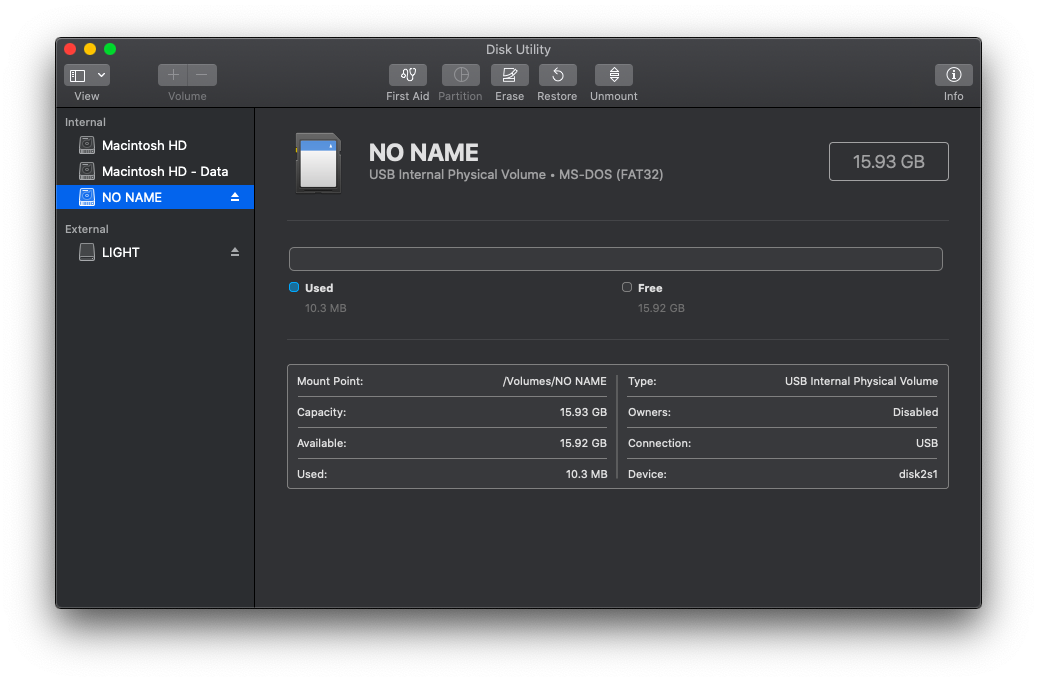 Disk Utility
View
Volume
First Aid Partition Erase Restore Unmount
Info
Internal
Macintosh HD
Macintosh HD - Data
NO NAME
External
LIGHT
NO NAME
USB Internal Physical Volume • MS-DOS (FAT32)
15.93 GB
Used
10.3 MB
Free
15.92 GB
Mount Point: /Volumes/NO NAME
Capacity: 15.93 GB
Available: 15.92 GB
Used: 10.3 MB
Type: USB Internal Physical Volume
Owners: Disabled
Connection: USB
Device: disk2s1